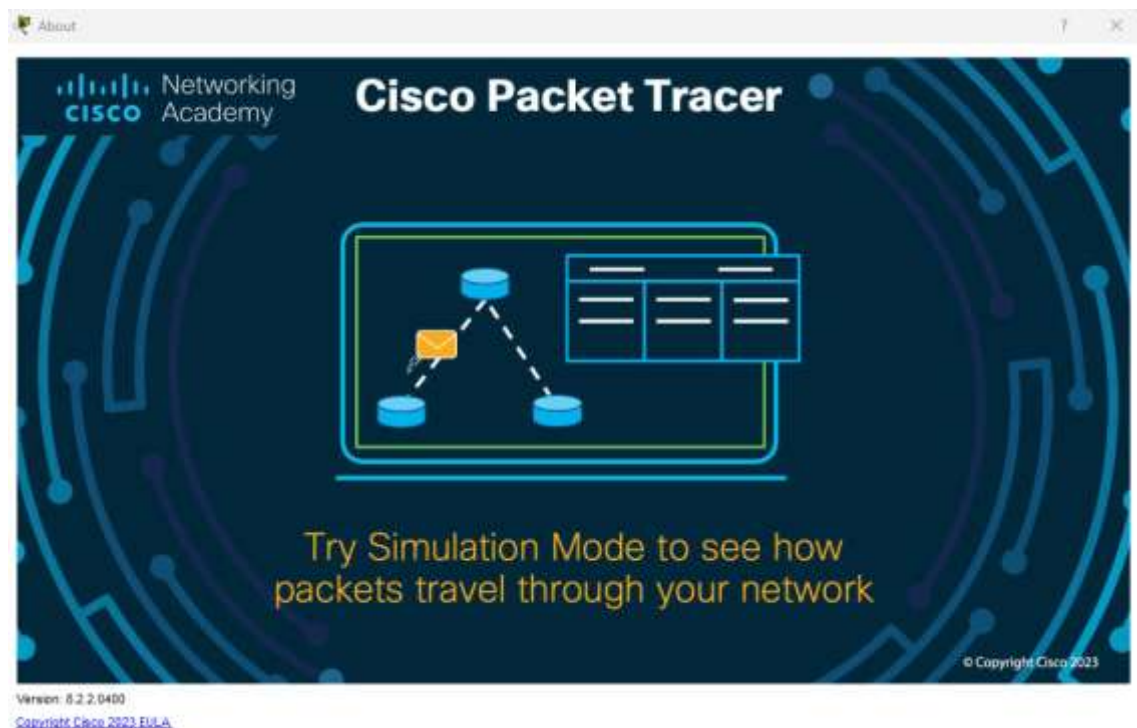 About
Networking
Academy
CISCO
Cisco Packet Tracer
Try Simulation Mode to see how
packets travel through your network
© Copyright Cisco 2023
Version: 8.2.2.0400
Copyright Cisco 2023 EULA.